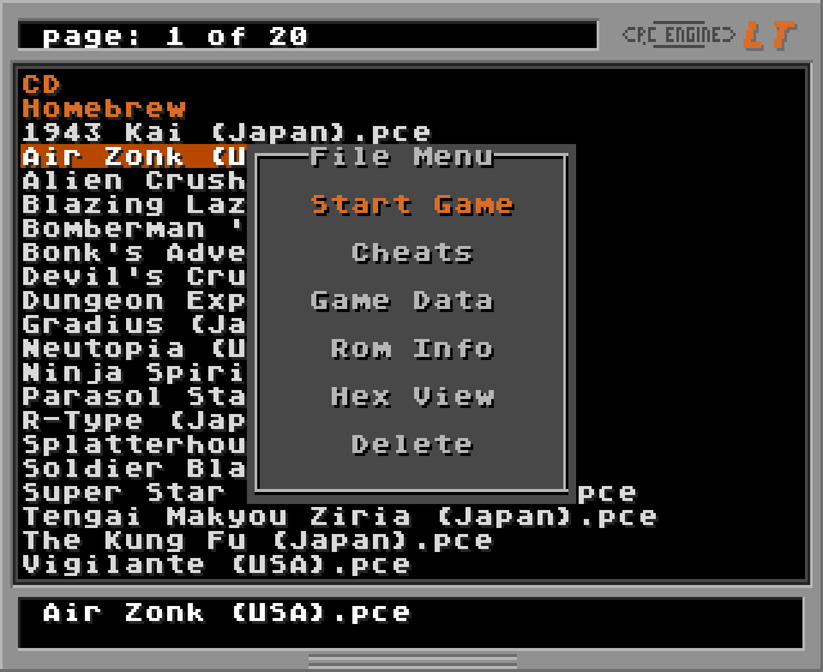 page: 1 of 20
<PC ENGINE> LT
CD
Homebrew
1943 Kai (Japan).pce
Air Zonk (U
Alien Crush
Blazing Laz
Bomberman '
Bonk's Adve
Devil's Cru
Dungeon Exp
Gradius (Ja
Neutopia (U
Ninja Spiri
Parasol Sta
R-Type (Jap
Splatterhou
Soldier Bla
Super Star pce
Tengai Makyou Ziria (Japan).pce
The Kung Fu (Japan).pce
Vigilante (USA).pce
File Menu
Start Game
Cheats
Game Data
Rom Info
Hex View
Delete
Air Zonk (USA).pce